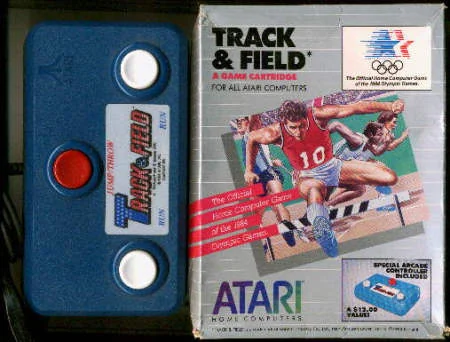 JUMP/THROW
TRACK & FIELD
RUN
RUN
TRACK
& FIELD*
A GAME CARTRIDGE
FOR ALL ATARI COMPUTERS
The Official Home Computer Game
of the 1984 Olympic Games.
10
The Official
Home Computer Game
of the 1984
Olympic Games.
SPECIAL ARCADE
CONTROLLER
INCLUDED
A $12.00
VALUE!
ATARI
HOME COMPUTERS